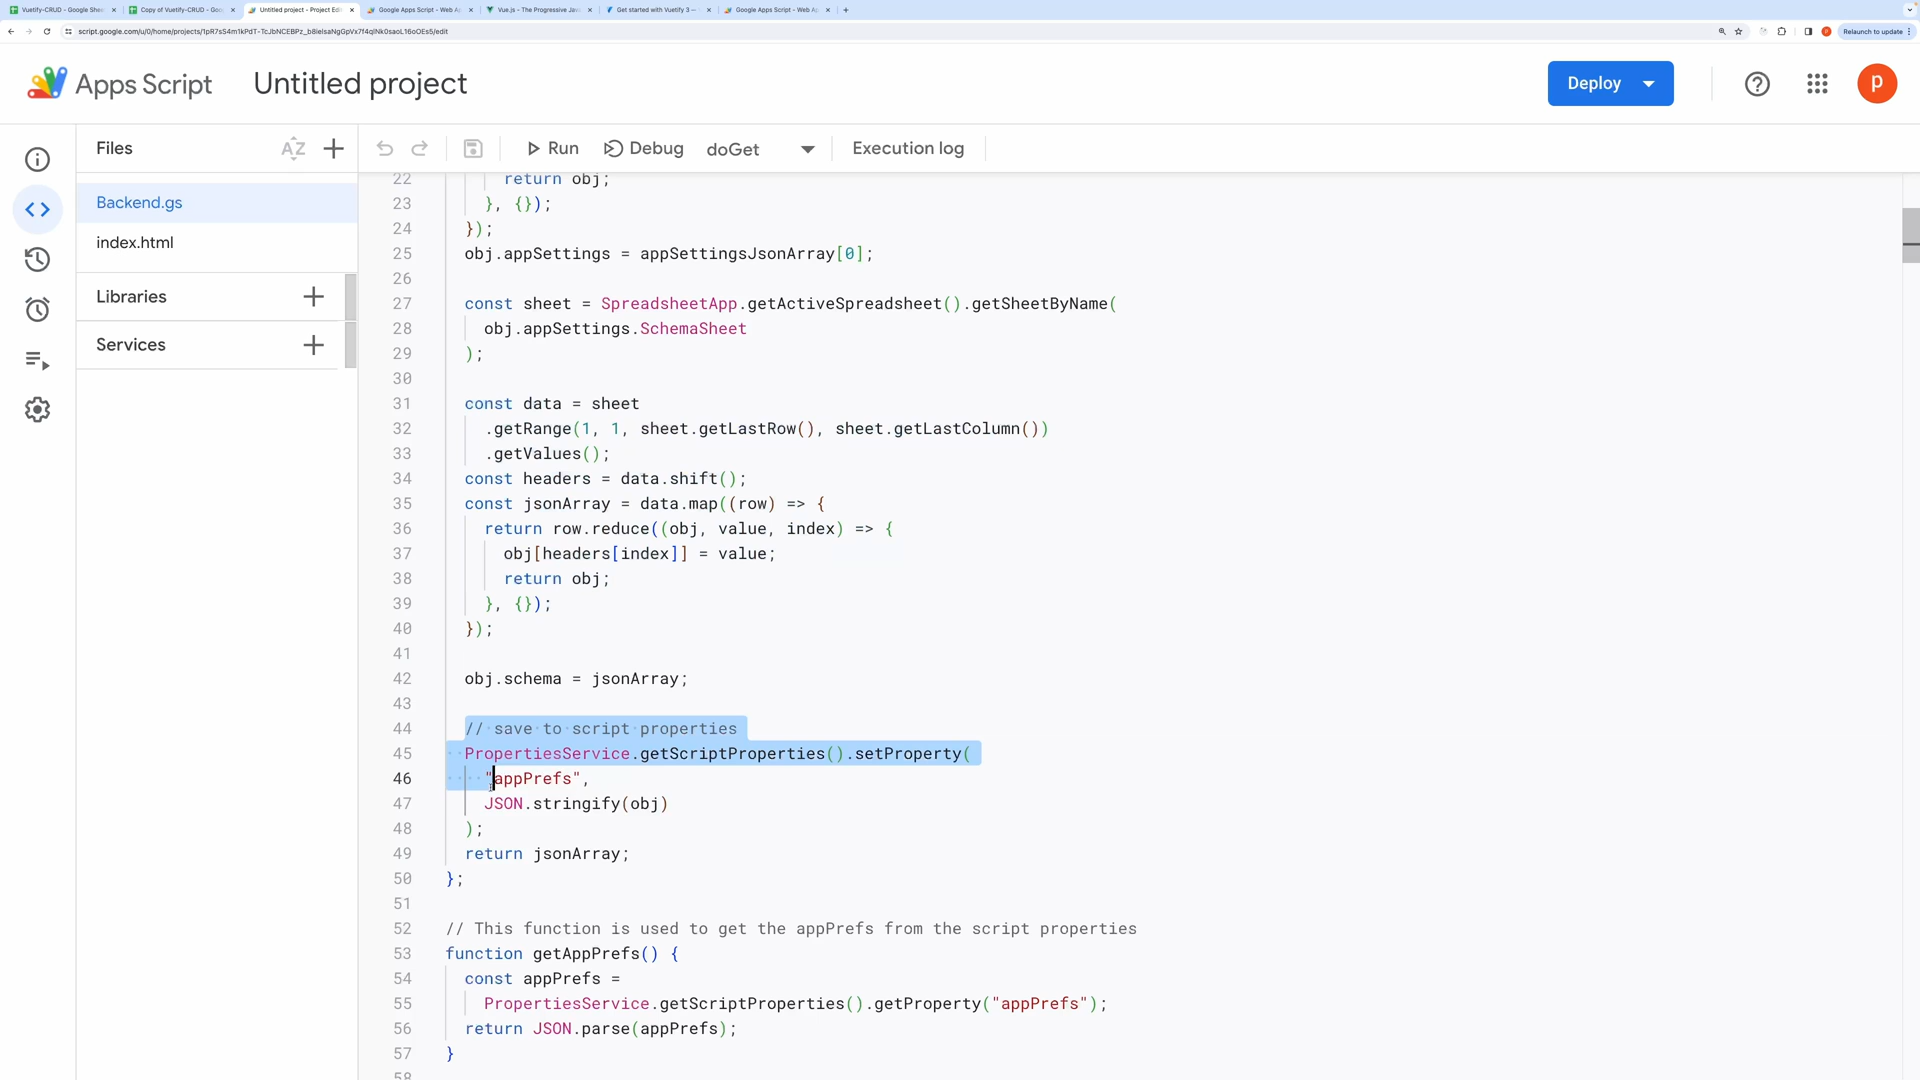 Vuetify-CRUD - Google Shee
Copy of Vuetify-CRUD - Goo
Untitled project - Project Edi
Google Apps Script - Web Ap
Vue.js - The Progressive Jav
Get started with Vuetify 3 —
Google Apps Script - Web Ap
Relaunch to update
Apps Script
Untitled project
Deploy
p
Files
AZ
Run
Debug
doGet
Execution log
Backend.gs
index.html
Libraries
Services
22 return obj;
23 }, {});
24 });
25 obj.appSettings = appSettingsJsonArray[0];
26
27 const sheet = SpreadsheetApp.getActiveSpreadsheet().getSheetByName(
28 obj.appSettings.SchemaSheet
29 );
30
31 const data = sheet
32 .getRange(1, 1, sheet.getLastRow(), sheet.getLastColumn())
33 .getValues();
34 const headers = data.shift();
35 const jsonArray = data.map((row) => {
36 return row.reduce((obj, value, index) => {
37 obj[headers[index]] = value;
38 return obj;
39 }, {});
40 });
41
42 obj.schema = jsonArray;
43
44 // save to script properties
45 PropertiesService.getScriptProperties().setProperty(
46 "appPrefs",
47 JSON.stringify(obj)
48 );
49 return jsonArray;
50 };
51
52 // This function is used to get the appPrefs from the script properties
53 function getAppPrefs() {
54 const appPrefs =
55 PropertiesService.getScriptProperties().getProperty("appPrefs");
56 return JSON.parse(appPrefs);
57 }
58